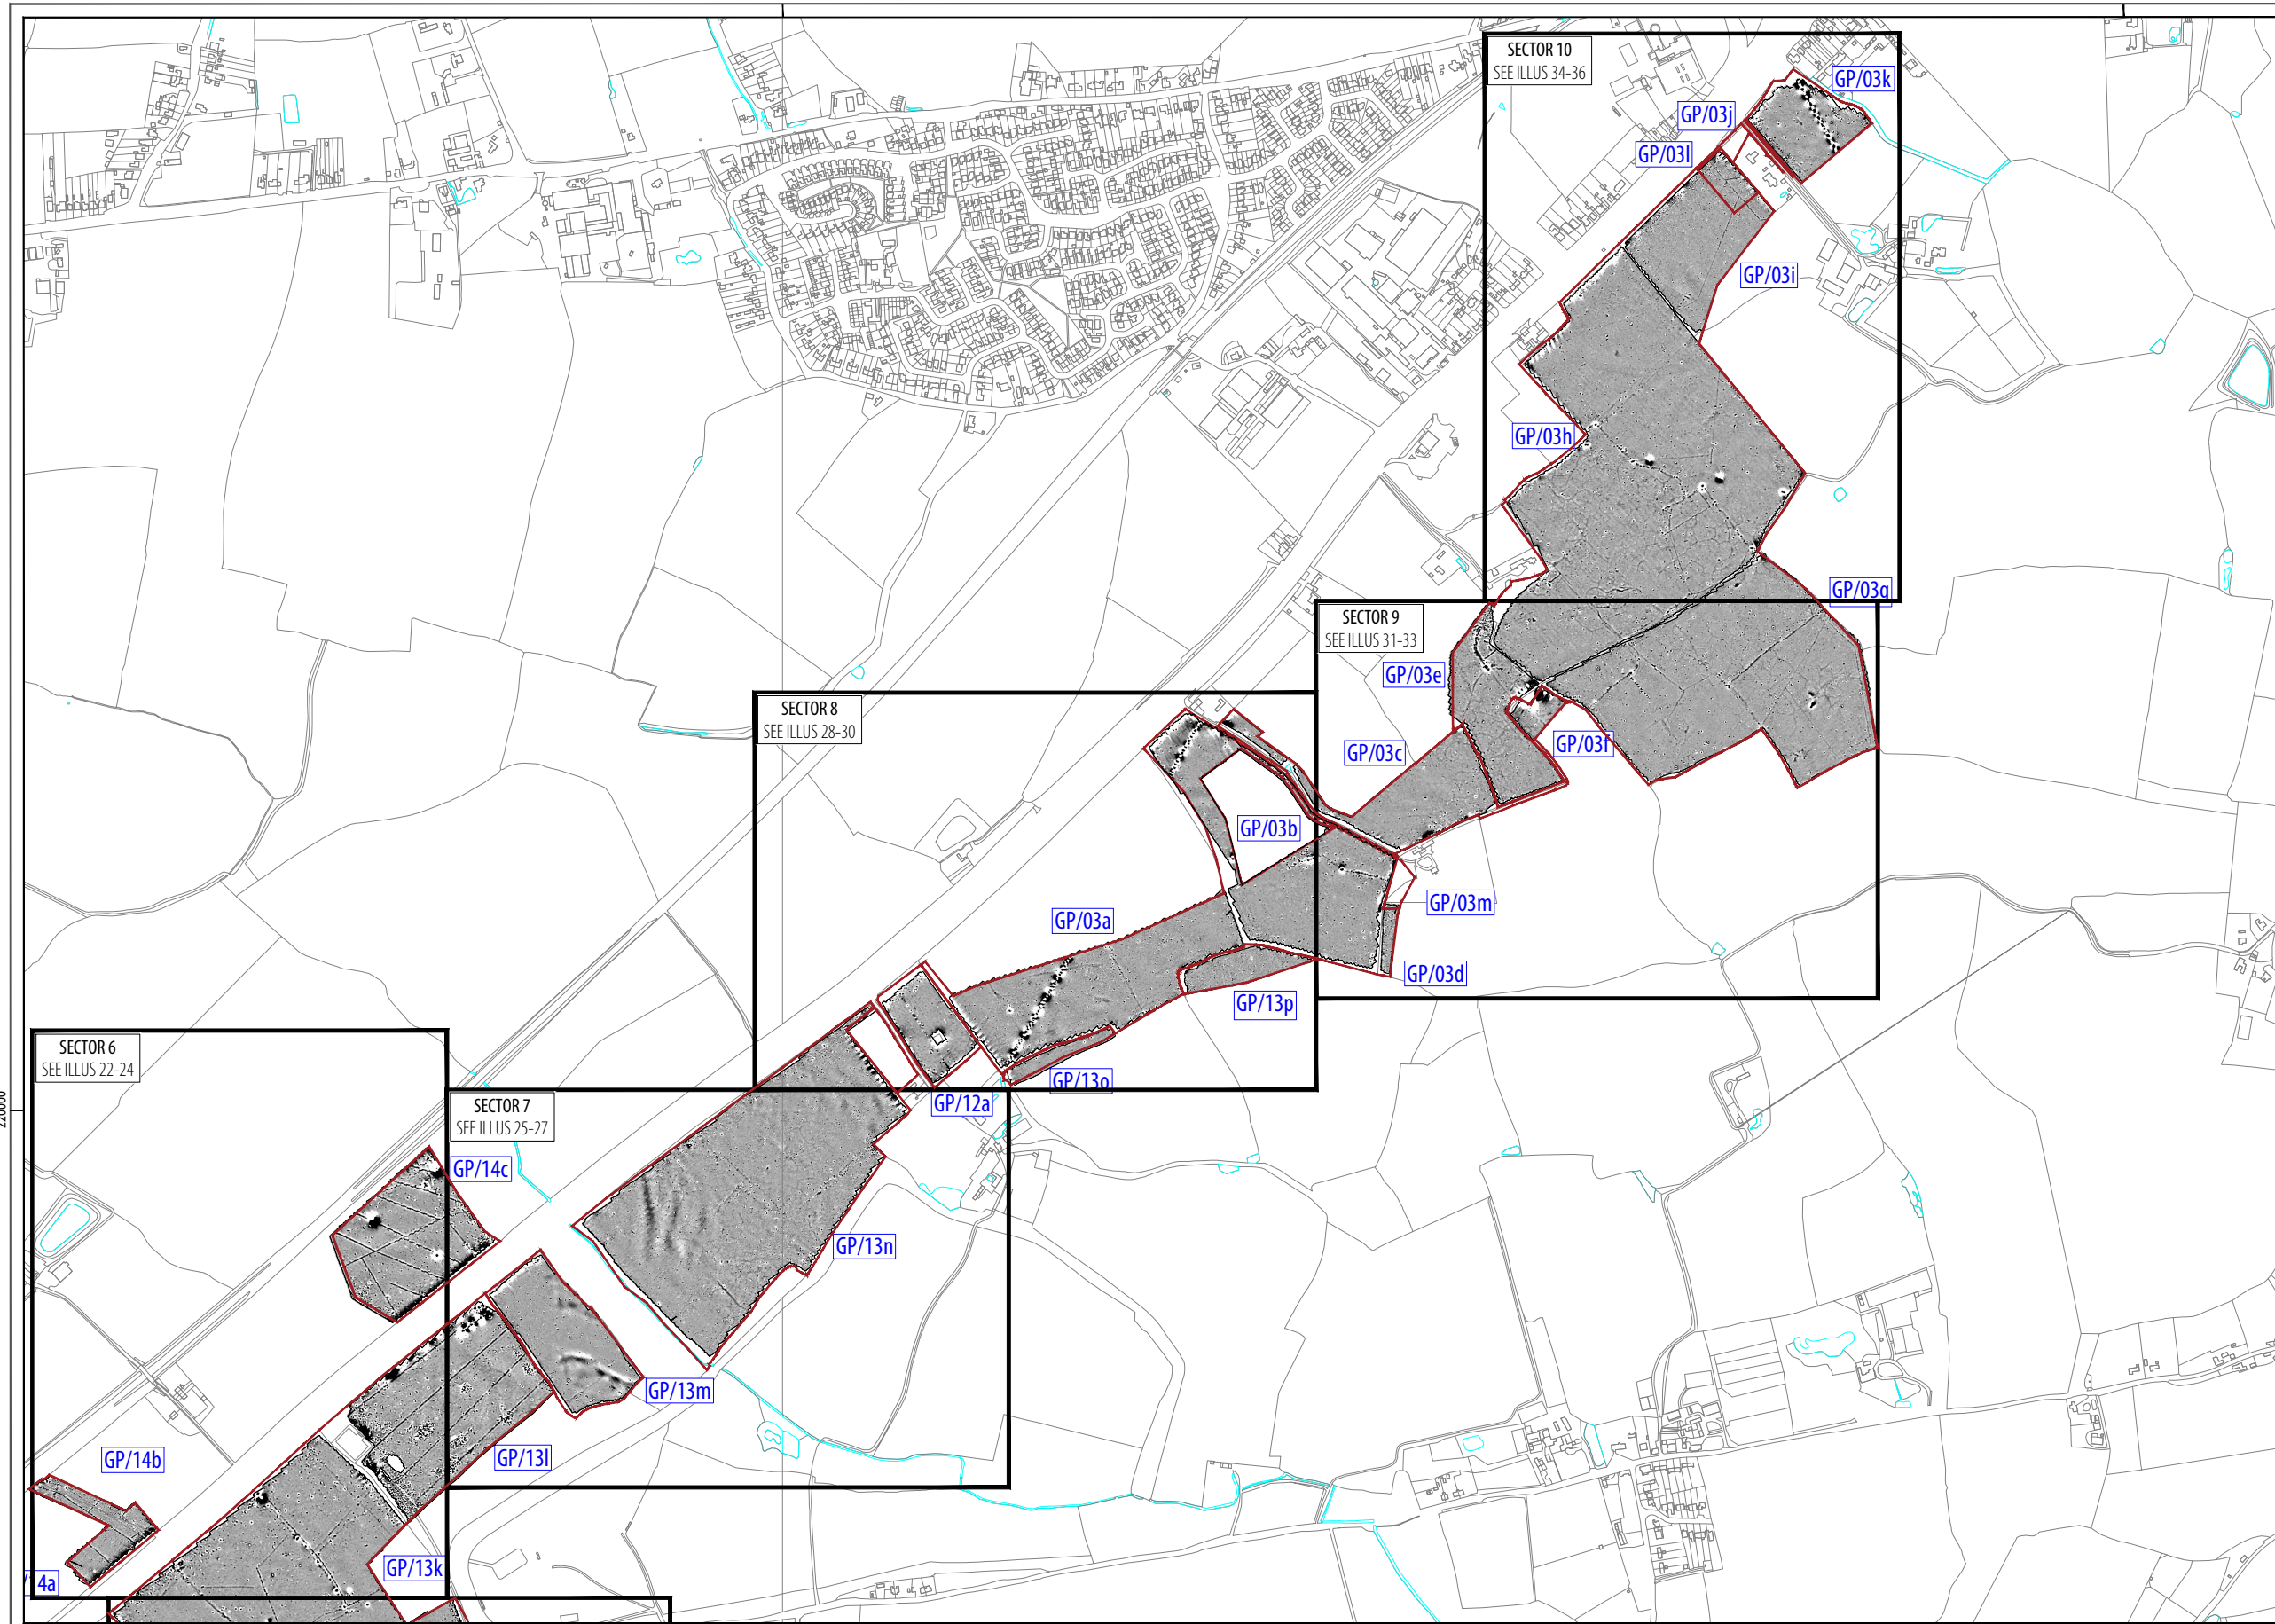 SECTOR 10
SEE ILLUS 34-36
GP/03k
GP/03j
GP/03l
GP/03i
GP/03h
GP/03g
SECTOR 9
SEE ILLUS 31-33
GP/03e
GP/03f
GP/03c
SECTOR 8
SEE ILLUS 28-30
GP/03b
GP/03m
GP/03a
GP/03d
GP/13p
GP/13o
SECTOR 6
SEE ILLUS 22-24
GP/12a
SECTOR 7
SEE ILLUS 25-27
GP/14c
GP/13n
GP/13m
GP/13l
GP/14b
GP/13k
4a